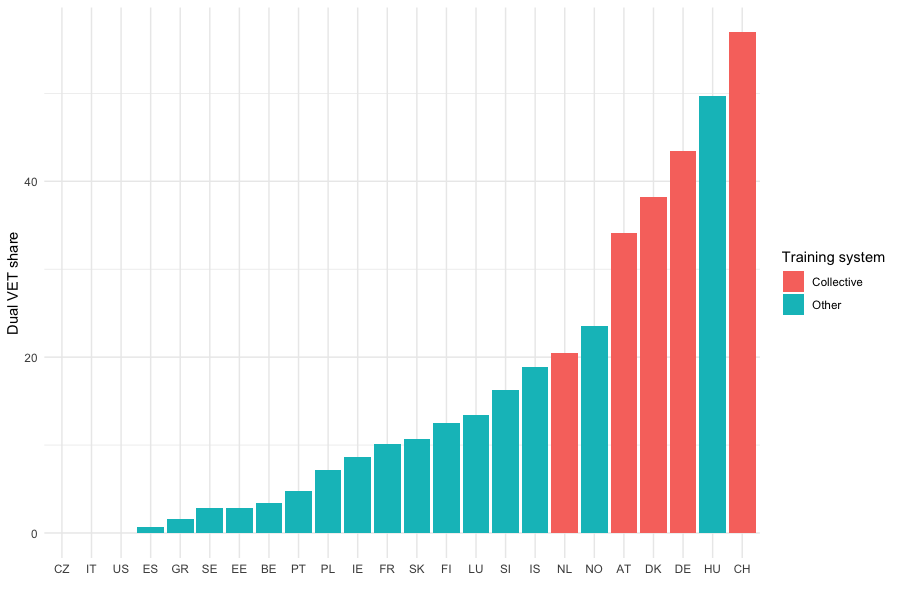 Dual VET share
40
20
0
CZ IT US ES GR SE EE BE PT PL IE FR SK FI LU SI IS NL NO AT DK DE HU CH
Training system
Collective
Other